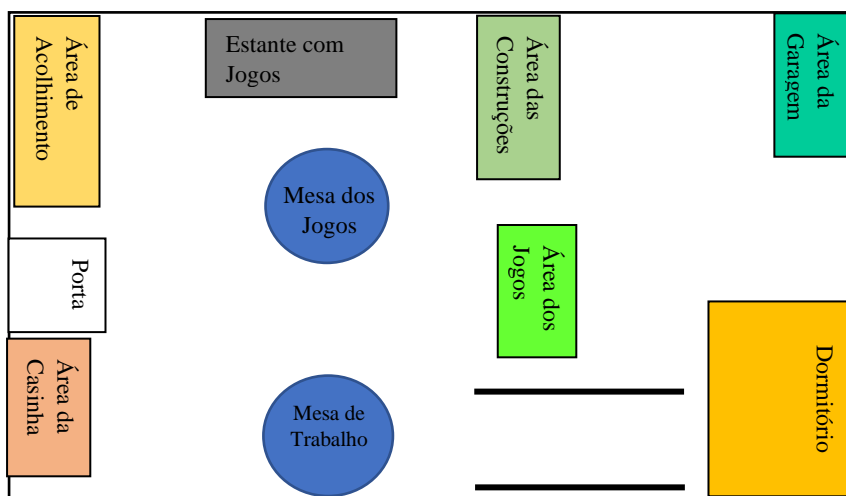 Área de
Acolhimento
Estante com
Jogos
Área das
Construções
Área da
Garagem
Mesa dos
Jogos
Porta
Área dos
Jogos
Área da
Casinha
Mesa de
Trabalho
Dormitório